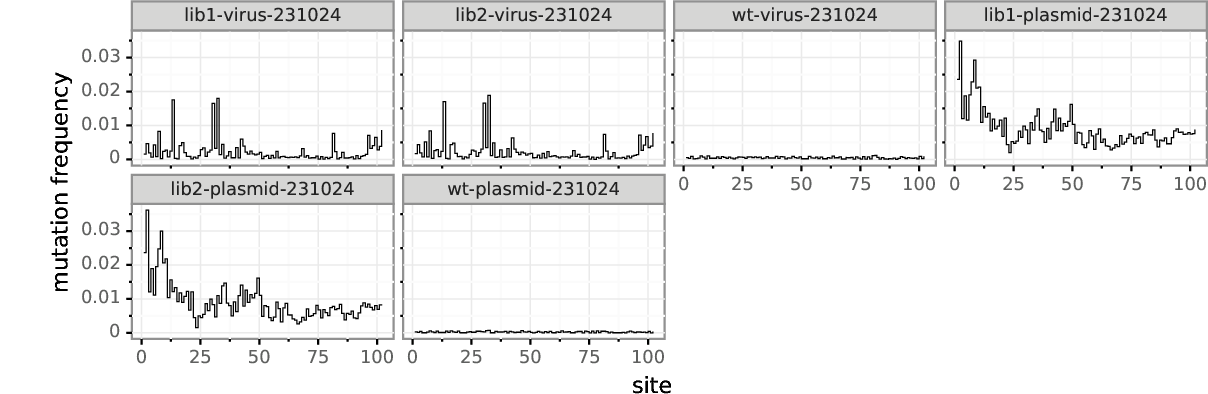 lib1-virus-231024 lib2-virus-231024 wt-virus-231024 lib1-plasmid-231024
0.03
0.02
0.01
0
0 25 50 75 100 0 25 50 75 100
lib2-plasmid-231024 wt-plasmid-231024
0.03
0.02
0.01
0
0 25 50 75 100 0 25 50 75 100
mutation frequency
site